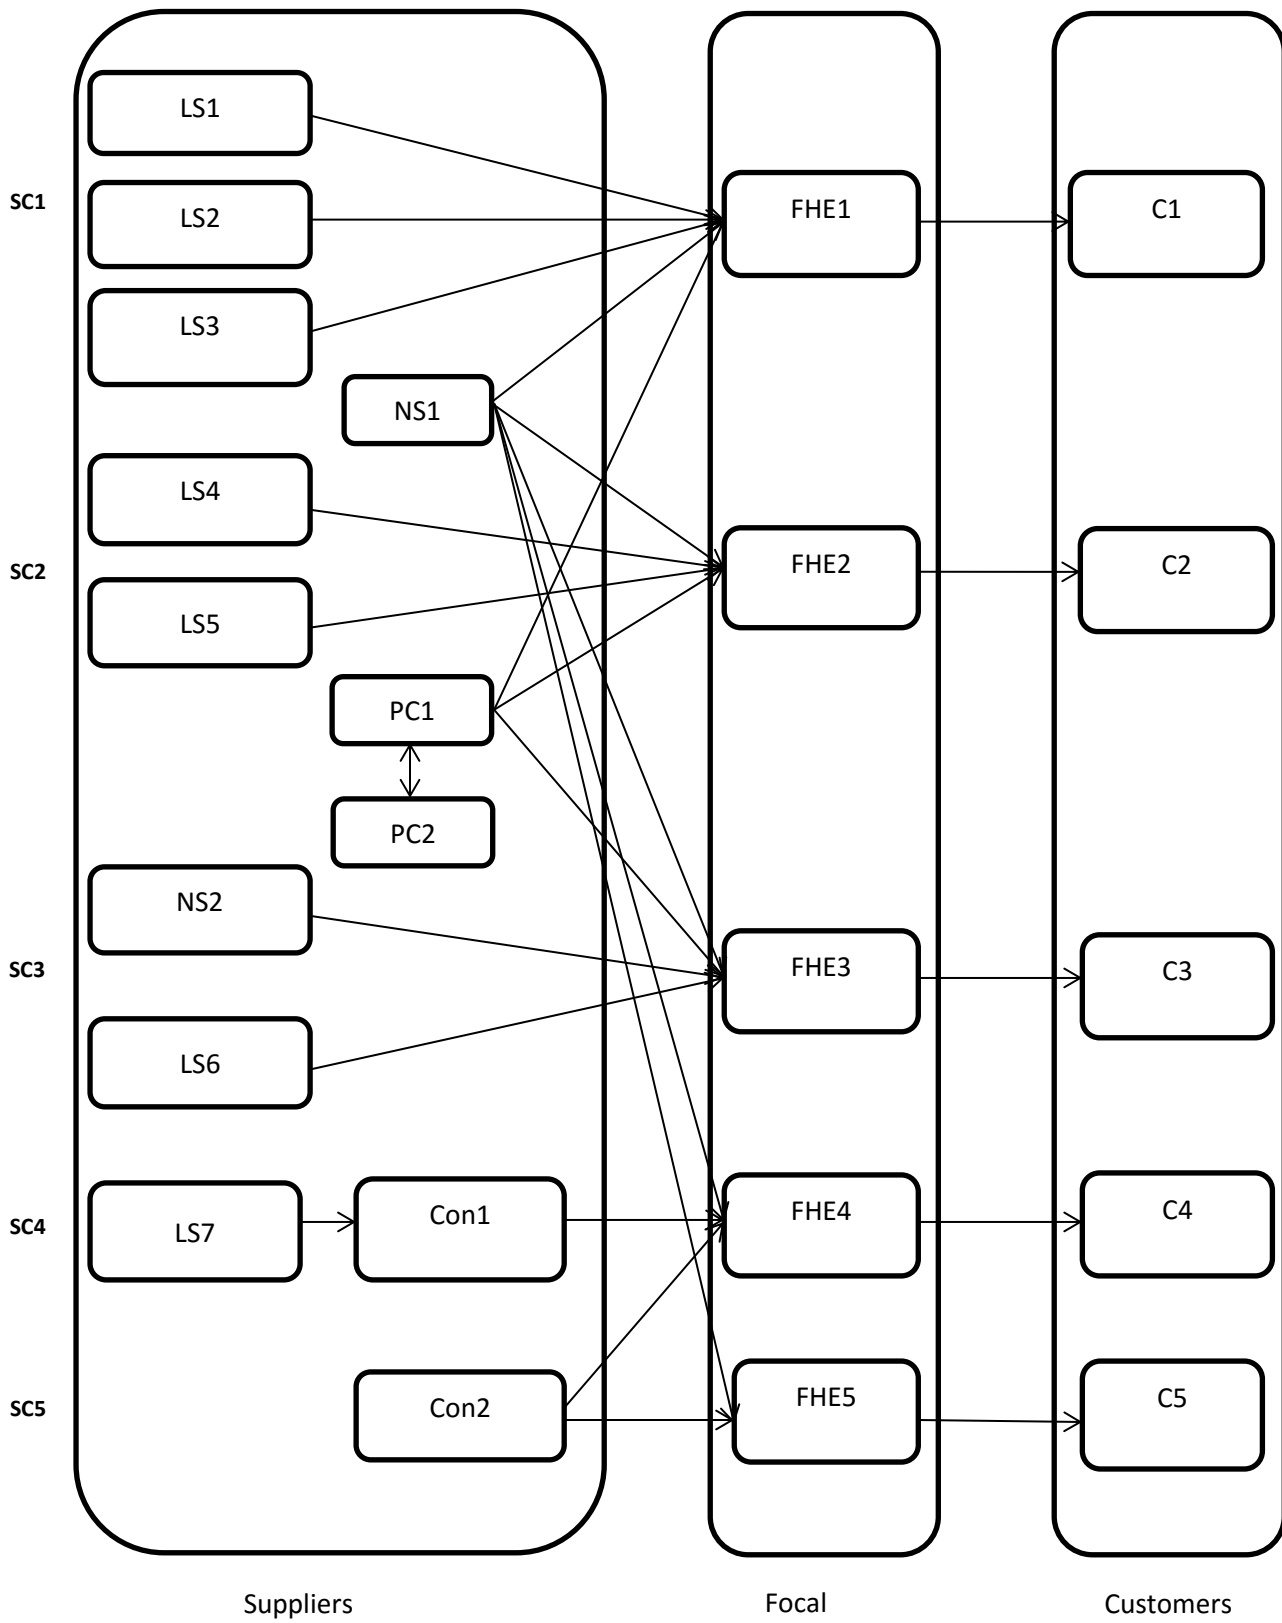 LS1
SC1
LS2
FHE1
C1
LS3
NS1
LS4
SC2
FHE2
C2
LS5
PC1
PC2
NS2
SC3
FHE3
C3
LS6
SC4
LS7
Con1
FHE4
C4
SC5
Con2
FHE5
C5
Suppliers
Focal
Customers